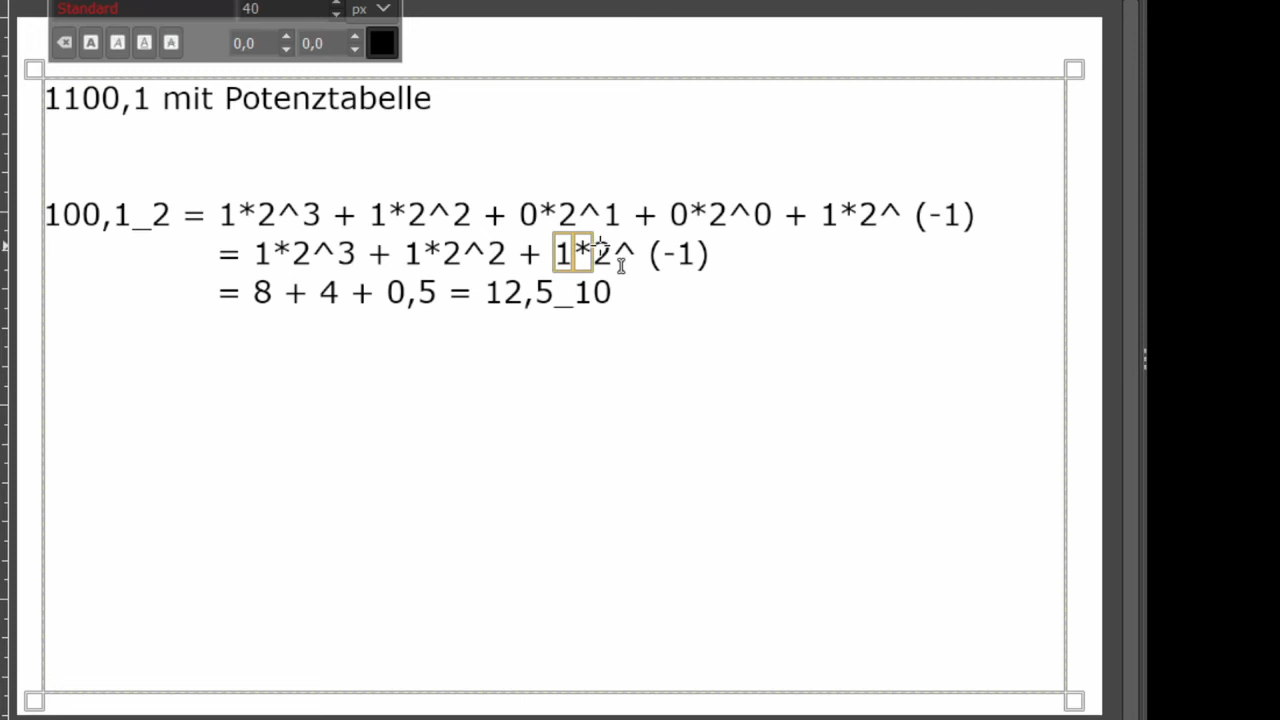 Standard 40 px
0,0 0,0
1100,1 mit Potenztabelle
100,1_2 = 1*2^3 + 1*2^2 + 0*2^1 + 0*2^0 + 1*2^ (-1)
= 1*2^3 + 1*2^2 + 1*2^ (-1)
= 8 + 4 + 0,5 = 12,5_10